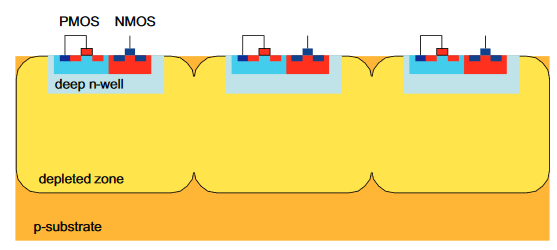 PMOS NMOS
deep n-well
depleted zone
p-substrate